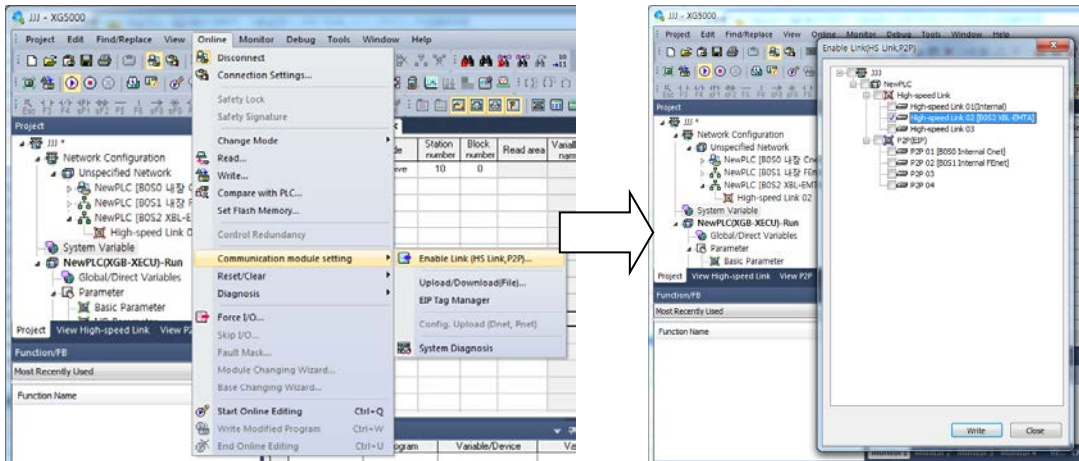 JJJ - XG5000
Project Edit Find/Replace View Online Monitor Debug Tools Window Help
Disconnect
Connection Settings...
Safety Lock
Safety Signature
Change Mode
Read...
Write...
Compare with PLC...
Set Flash Memory...
Control Redundancy
Communication module setting
Reset/Clear
Diagnosis
Force I/O...
Skip I/O...
Fault Mask...
Module Changing Wizard...
Base Changing Wizard...
Start Online Editing Ctrl+Q
Write Modified Program Ctrl+W
End Online Editing Ctrl+U
Enable Link (HS Link,P2P)...
Upload/Download(File)...
EIP Tag Manager
Config. Upload (Dnet, Pnet)
System Diagnosis
Project
JJJ *
Network Configuration
Unspecified Network
NewPLC [B0S0 내장
NewPLC [B0S1 내장
NewPLC [B0S2 XBL-E
High-speed Link 0
System Variable
NewPLC(XGB-XECU)-Run
Global/Direct Variables
Parameter
Basic Parameter
Project View High-speed Link View P2
Function/FB
Most Recently Used
Function Name
Station number Block number Read area
10 0
Variable/Device
JJJ - XG5000
Project Edit Find/Replace View Online Monitor Debug Tools Window Help
Project
JJJ *
Network Configuration
Unspecified Network
NewPLC [B0S0 내장 Cne
NewPLC [B0S1 내장 FEn
NewPLC [B0S2 XBL-EMT
High-speed Link 02
System Variable
NewPLC(XGB-XECU)-Run
Global/Direct Variables
Parameter
Basic Parameter
Project View High-speed Link View P2P
Function/FB
Most Recently Used
Function Name
Enable Link(HS Link,P2P)
JJJ
NewPLC
High-speed Link
High-speed Link 01(Internal)
High-speed Link 02 [B0S2 XBL-EMTA]
High-speed Link 03
P2P(EIP)
P2P 01 [B0S0 Internal Cnet]
P2P 02 [B0S1 Internal FEnet]
P2P 03
P2P 04
Write Close